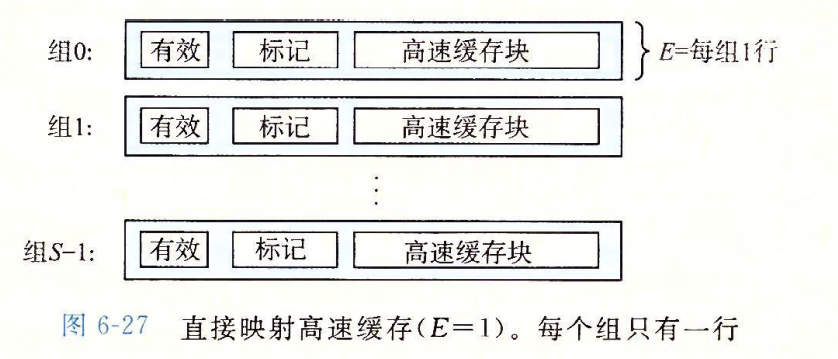 组0: 有效 标记 高速缓存块 E=每组1行
组1: 有效 标记 高速缓存块
⋮
组S-1: 有效 标记 高速缓存块
图 6-27 直接映射高速缓存(E=1)。每个组只有一行